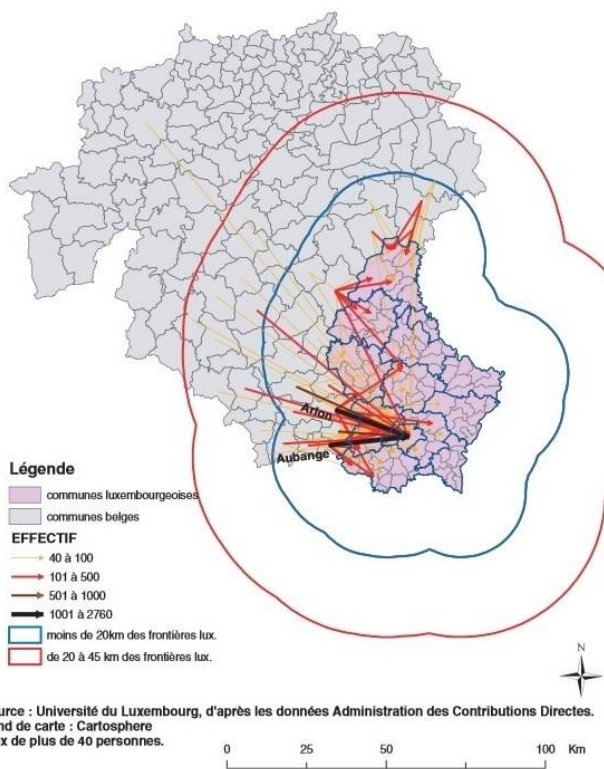 Arlon
Aubange
Légende
communes luxembourgeoises
communes belges
EFFECTIF
40 à 100
101 à 500
501 à 1000
1001 à 2760
moins de 20km des frontières lux.
de 20 à 45 km des frontières lux.
N
urce : Université du Luxembourg, d'après les données Administration des Contributions Directes.
nd de carte : Cartosphere
x de plus de 40 personnes.
0 25 50 100 Km